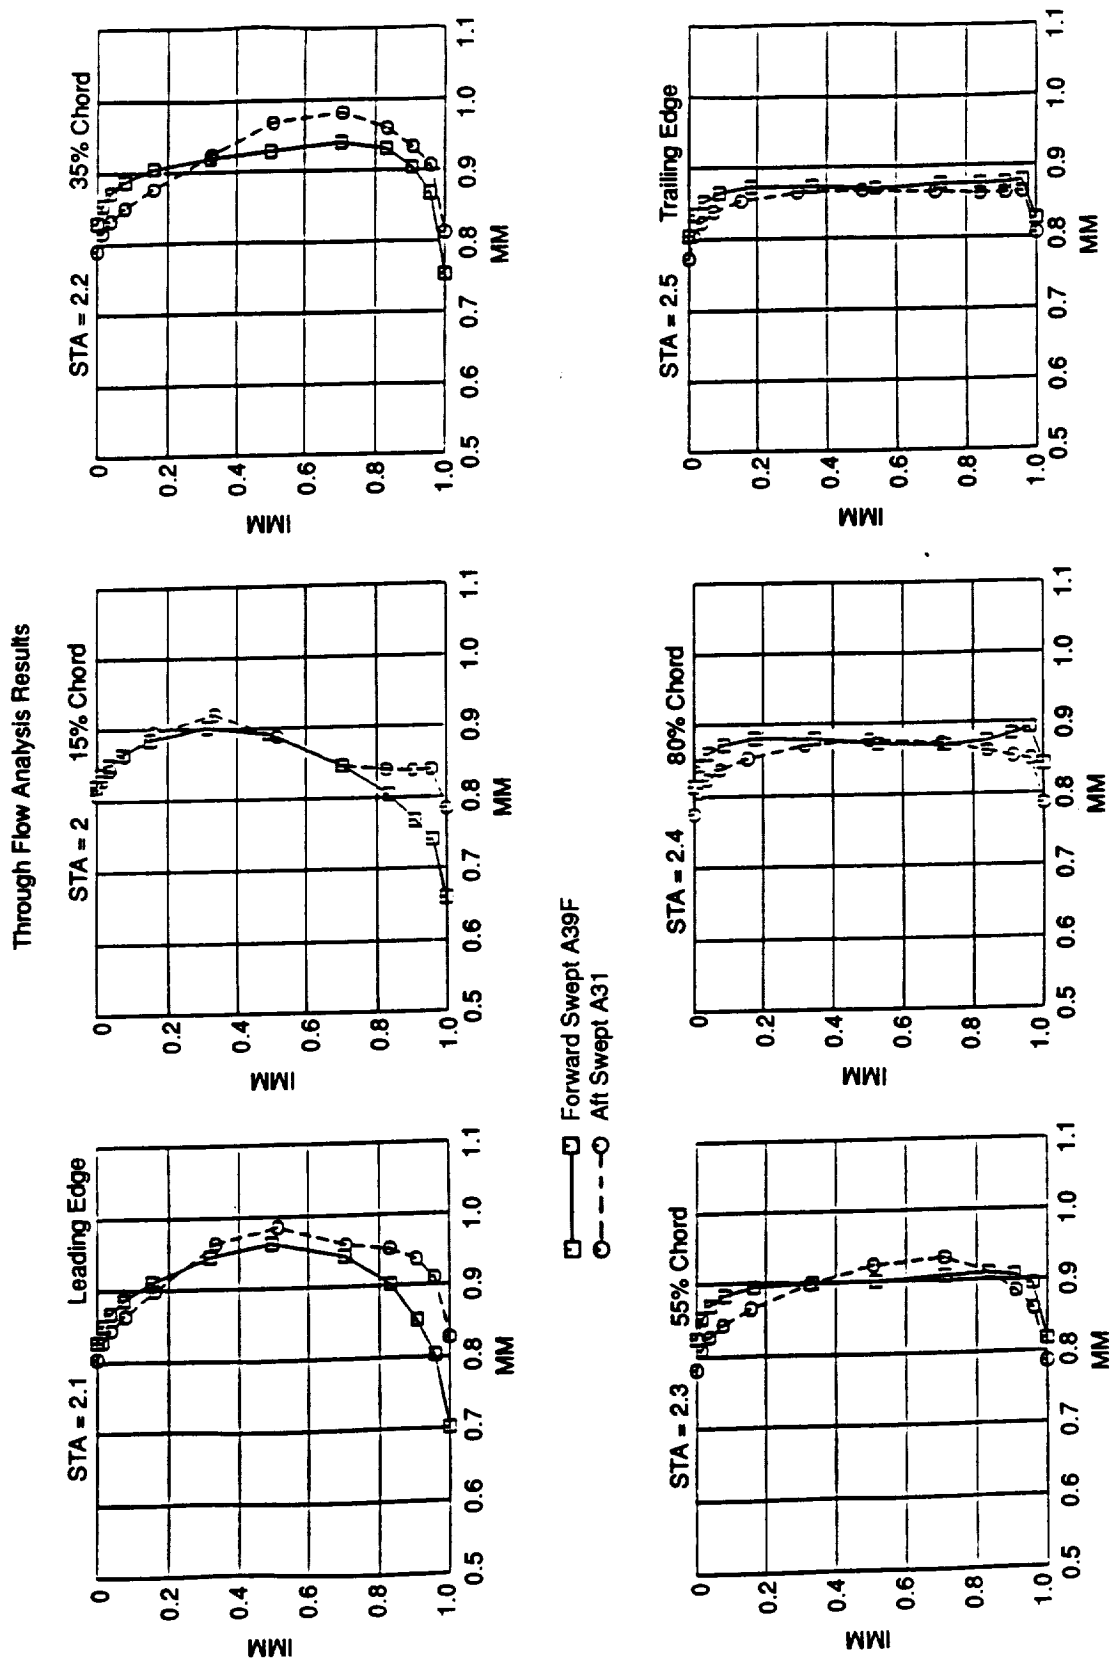 Through Flow Analysis Results
STA = 2.1 Leading Edge
IMM
0
0.2
0.4
0.6
0.8
1.0
0.5 0.6 0.7 0.8 0.9 1.0 1.1
MM
STA = 2 15% Chord
IMM
0
0.2
0.4
0.6
0.8
1.0
0.5 0.6 0.7 0.8 0.9 1.0 1.1
MM
STA = 2.2 35% Chord
IMM
0
0.2
0.4
0.6
0.8
1.0
0.5 0.6 0.7 0.8 0.9 1.0 1.1
MM
Forward Swept A39F
Aft Swept A31
STA = 2.3 55% Chord
IMM
0
0.2
0.4
0.6
0.8
1.0
0.5 0.6 0.7 0.8 0.9 1.0 1.1
MM
STA = 2.4 80% Chord
IMM
0
0.2
0.4
0.6
0.8
1.0
0.5 0.6 0.7 0.8 0.9 1.0 1.1
MM
STA = 2.5 Trailing Edge
IMM
0
0.2
0.4
0.6
0.8
1.0
0.5 0.6 0.7 0.8 0.9 1.0 1.1
MM